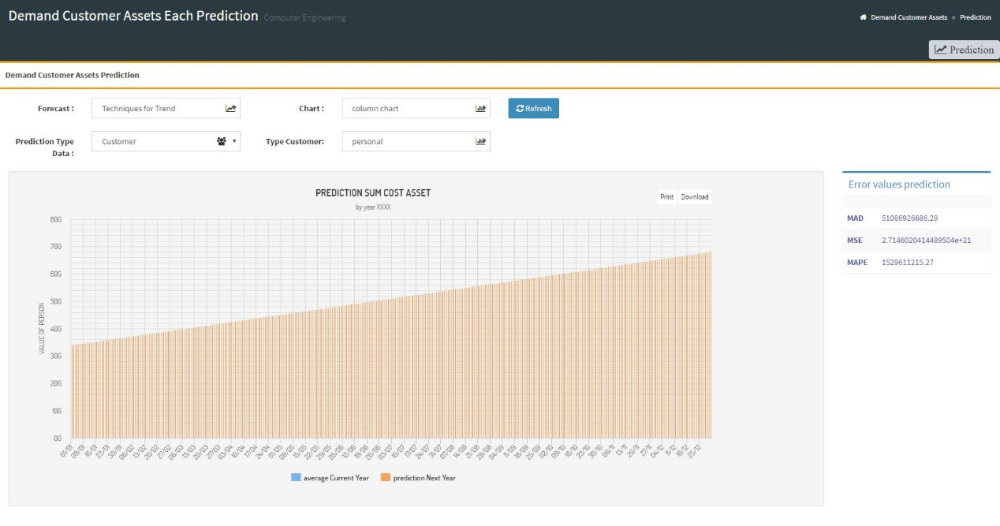 Demand Customer Assets Each Prediction Computer Engineering
Demand Customer Assets > Prediction
Prediction
Demand Customer Assets Prediction
Forecast : Techniques for Trend Chart : column chart Refresh
Prediction Type Data : Customer Type Customer: personal
PREDICTION SUM COST ASSET
by year XXXX
Print Download
Error values prediction
MAD 51086926686.29
MSE 2.7146020414489504e+21
MAPE 1529611215.27
VALUE OF PERSON
80G
70G
60G
50G
40G
30G
20G
10G
0G
01/01 09/01 16/01 23/01 30/01 06/02 13/02 20/02 27/02 06/03 13/03 20/03 27/03 03/04 10/04 17/04 24/04 01/05 08/05 15/05 22/05 29/05 05/06 12/06 19/06 26/06 03/07 10/07 17/07 24/07 31/07 07/08 14/08 21/08 28/08 04/09 11/09 18/09 25/09 02/10 09/10 16/10 23/10 30/10 06/11 13/11 20/11 27/11 04/12 11/12 18/12 25/12
average Current Year prediction Next Year